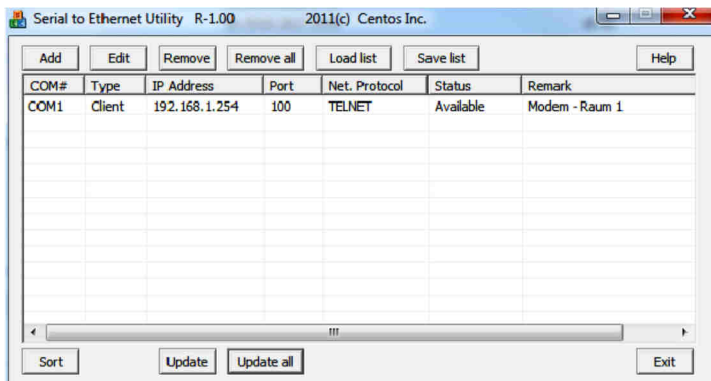 Serial to Ethernet Utility R-1.00 2011(c) Centos Inc.
Add Edit Remove Remove all Load list Save list Help
COM# Type IP Address Port Net. Protocol Status Remark
COM1 Client 192.168.1.254 100 TELNET Available Modem - Raum 1
Sort Update Update all Exit